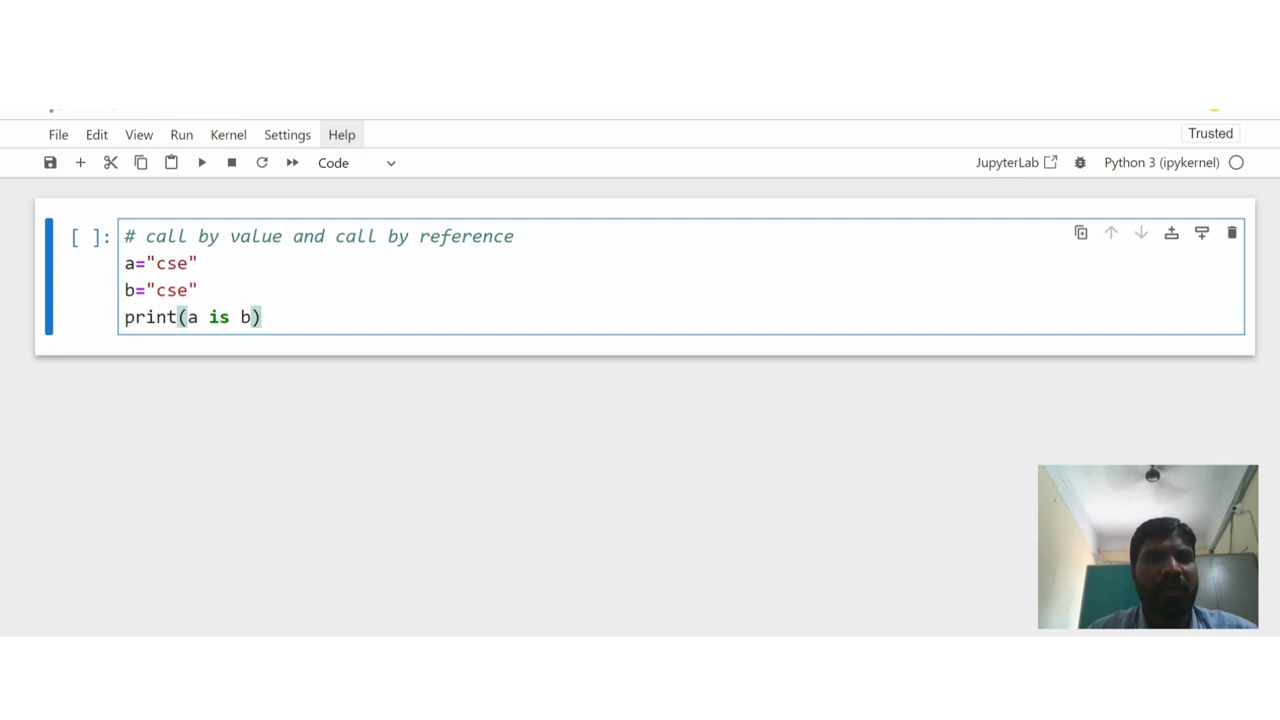 File Edit View Run Kernel Settings Help
Trusted
Code
JupyterLab
Python 3 (ipykernel)
[ ]:
# call by value and call by reference
a="cse"
b="cse"
print(a is b)